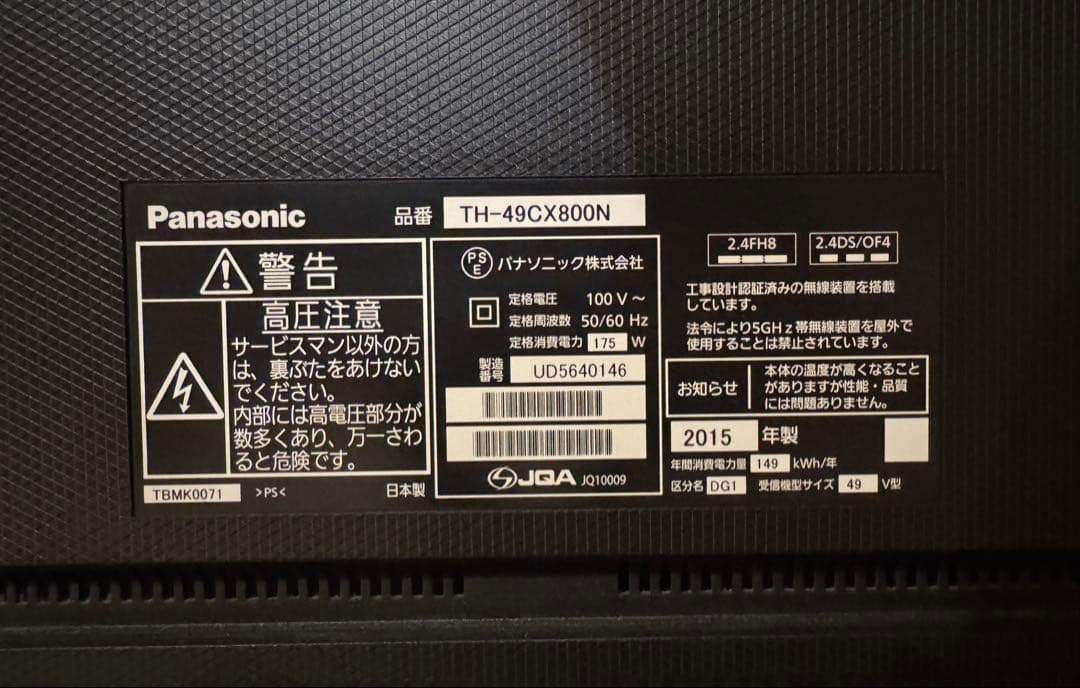 Panasonic
品番 TH-49CX800N
警告
高圧注意
サービスマン以外の方
は、裏ぶたをあけない
でください。
内部には高電圧部分が
数多くあり、万一さわ
ると危険です。
TBMK0071 >PS< 日本製
PSE パナソニック株式会社
定格電圧 100 V ～
定格周波数 50/60 Hz
定格消費電力 175 W
製造番号 UD5640146
JQA JQ10009
2.4FH8 2.4DS/OF4
工事設計認証済みの無線装置を搭載
しています。
法令により5GHz帯無線装置を屋外で
使用することは禁止されています。
お知らせ
本体の温度が高くなること
がありますが性能・品質
には問題ありません。
2015 年製
年間消費電力量 149 kWh/年
区分名 DG1 受信機型サイズ 49 V型